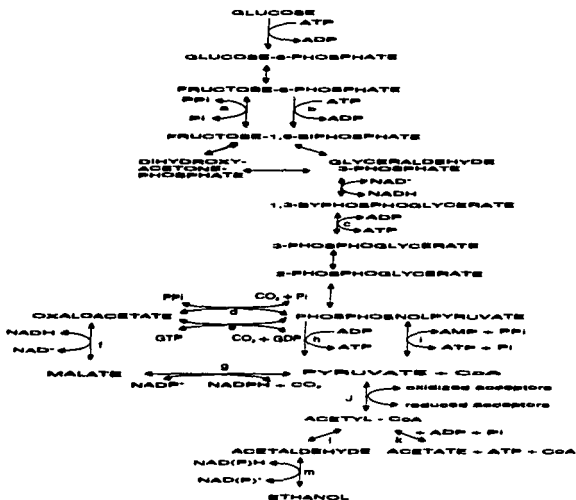 GLUCOSE
ATP
ADP
GLUCOSE-6-PHOSPHATE
FRUCTOSE-6-PHOSPHATE
PPi a b ATP
Pi ADP
FRUCTOSE-1,6-BIPHOSPHATE
DIHYDROXY-
ACETONE-
PHOSPHATE
GLYCERALDEHYDE
3-PHOSPHATE
NAD⁺
NADH
1,3-BYPHOSPHOGLYCERATE
c ADP
ATP
3-PHOSPHOGLYCERATE
2-PHOSPHOGLYCERATE
PPi CO₂ + Pi
OXALOACETATE d PHOSPHOENOLPYRUVATE
e
GTP CO₂ + GDP
NADH f
NAD⁺
h ADP
ATP
i AMP + PPi
ATP + Pi
MALATE g PYRUVATE + CoA
NADP⁺ NADPH + CO₂
J oxidized acceptors
reduced acceptors
ACETYL - CoA
l k + ADP + Pi
ACETALDEHYDE ACETATE + ATP + CoA
NAD(P)H m
NAD(P)⁺
ETHANOL